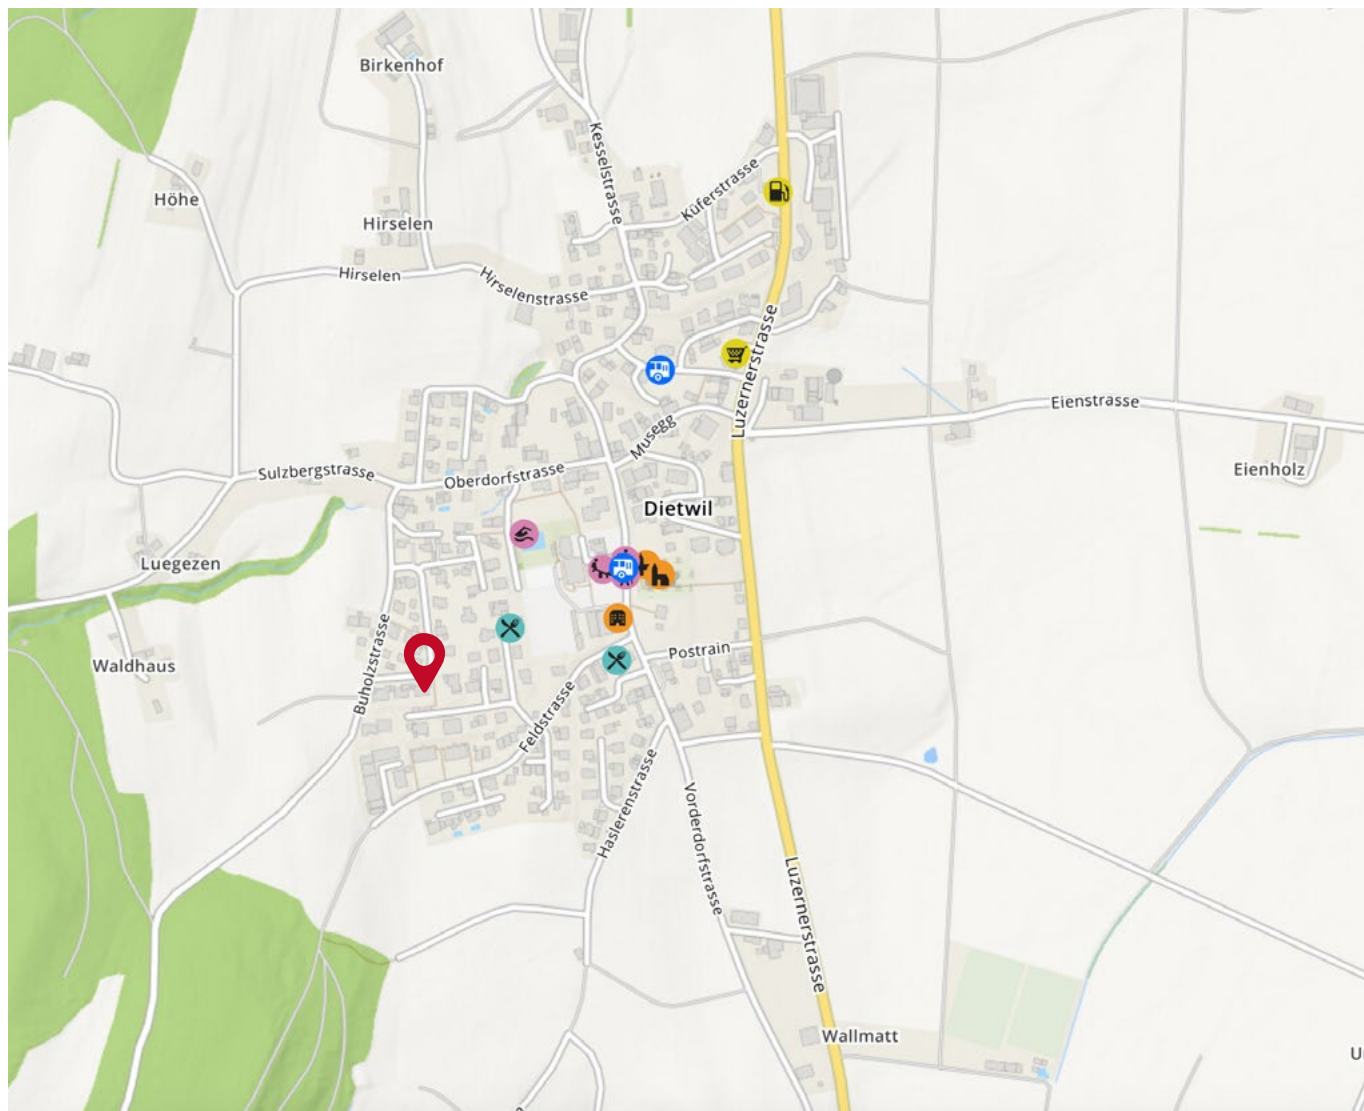 Birkenhof
Kesselstrasse
Küferstrasse
Höhe
Hirselen
Hirselen
Hirselenstrasse
Luzernerstrasse
Eienstrasse
Musegg
Eienholz
Sulzbergstrasse
Oberdorfstrasse
Dietwil
Luegezen
Waldhaus
Buholzstrasse
Postrain
Feldstrasse
Haslerenstrasse
Vorderdorfstrasse
Luzernerstrasse
Wallmatt